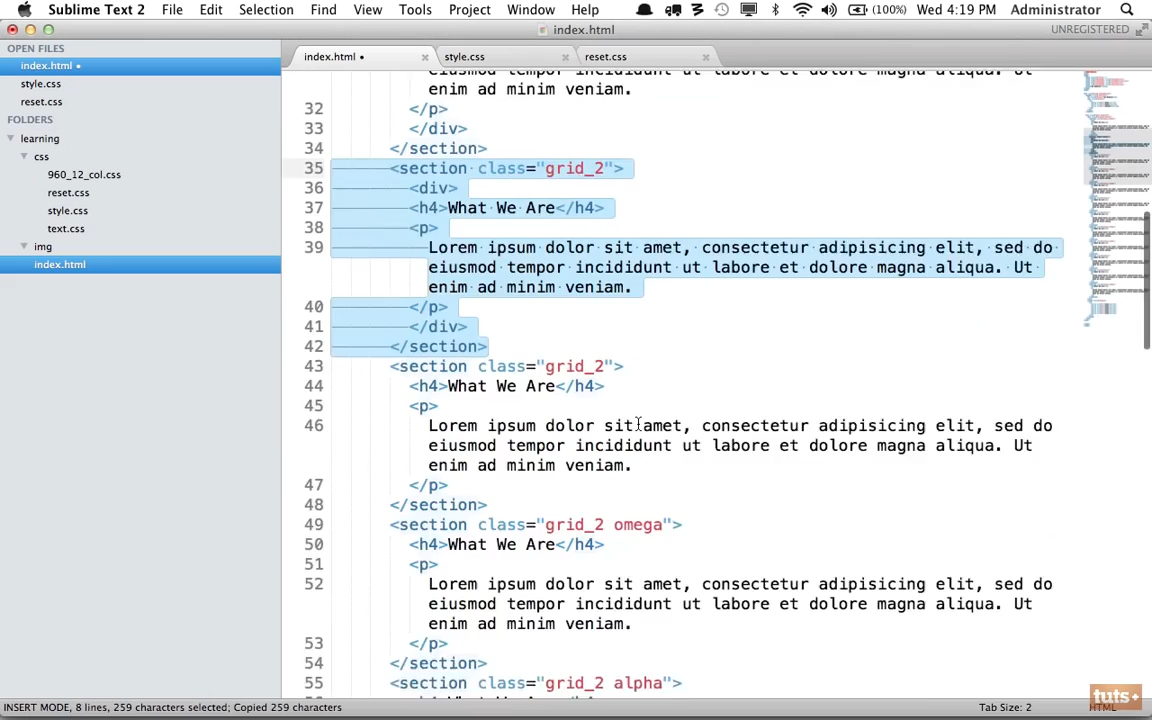 Sublime Text 2 File Edit Selection Find View Tools Project Window Help (100%) Wed 4:19 PM Administrator
index.html UNREGISTERED
OPEN FILES
index.html
style.css
reset.css
FOLDERS
learning
css
960_12_col.css
reset.css
style.css
text.css
img
index.html
index.html style.css reset.css
enim ad minim veniam.
32 </p>
33 </div>
34 </section>
35 <section class="grid_2">
36 <div>
37 <h4>What We Are</h4>
38 <p>
39 Lorem ipsum dolor sit amet, consectetur adipisicing elit, sed do
eiusmod tempor incididunt ut labore et dolore magna aliqua. Ut
enim ad minim veniam.
40 </p>
41 </div>
42 </section>
43 <section class="grid_2">
44 <h4>What We Are</h4>
45 <p>
46 Lorem ipsum dolor sit amet, consectetur adipisicing elit, sed do
eiusmod tempor incididunt ut labore et dolore magna aliqua. Ut
enim ad minim veniam.
47 </p>
48 </section>
49 <section class="grid_2 omega">
50 <h4>What We Are</h4>
51 <p>
52 Lorem ipsum dolor sit amet, consectetur adipisicing elit, sed do
eiusmod tempor incididunt ut labore et dolore magna aliqua. Ut
enim ad minim veniam.
53 </p>
54 </section>
55 <section class="grid_2 alpha">
INSERT MODE, 8 lines, 259 characters selected; Copied 259 characters Tab Size: 2 HTML
tuts+